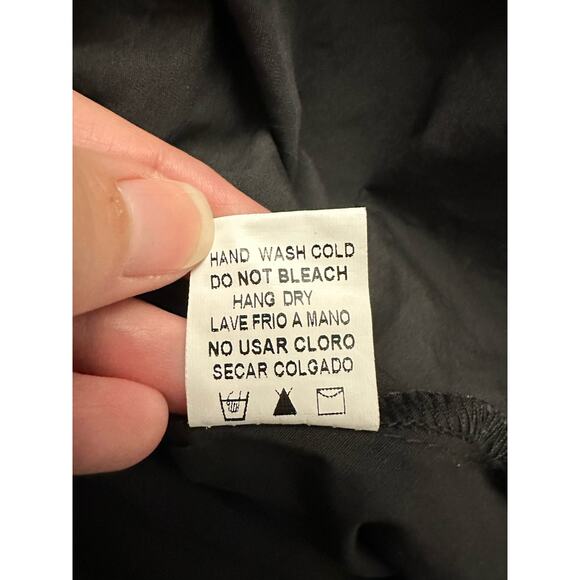 HAND WASH COLD
DO NOT BLEACH
HANG DRY
LAVE FRIO A MANO
NO USAR CLORO
SECAR COLGADO